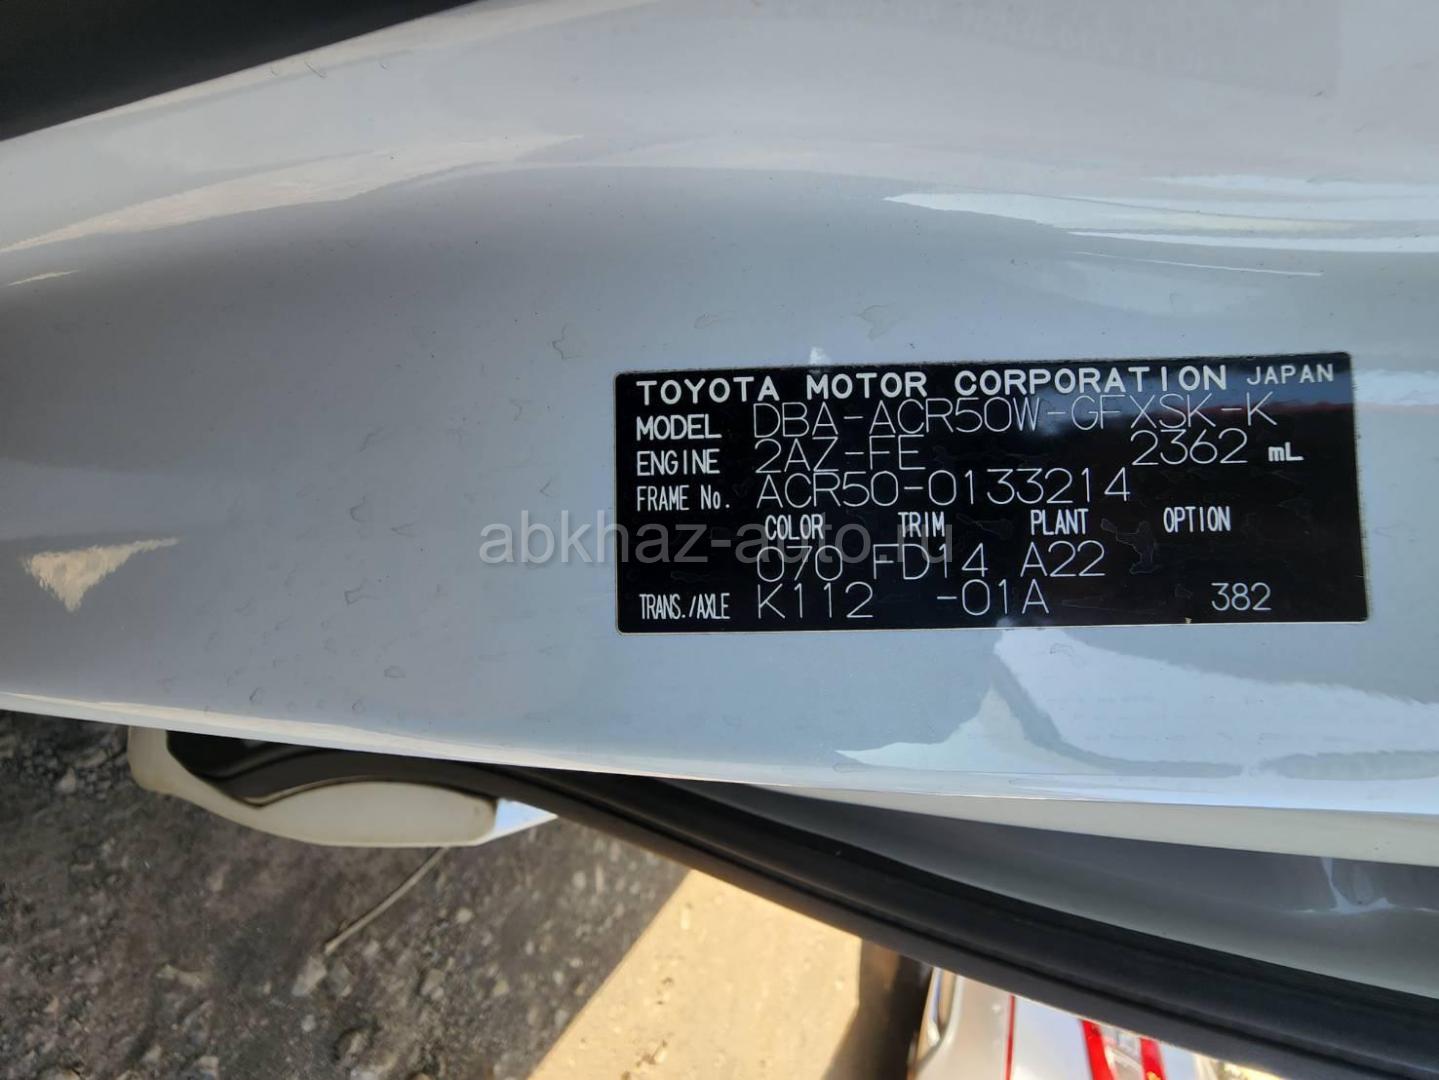 TOYOTA MOTOR CORPORATION JAPAN
MODEL DBA-ACR50W-GFXSK-K
ENGINE 2AZ-FE 2362 mL
FRAME No. ACR50-0133214
COLOR TRIM PLANT OPTION
abkhaz-auto.ru
070 FD14 A22
TRANS./AXLE K112 -01A 382